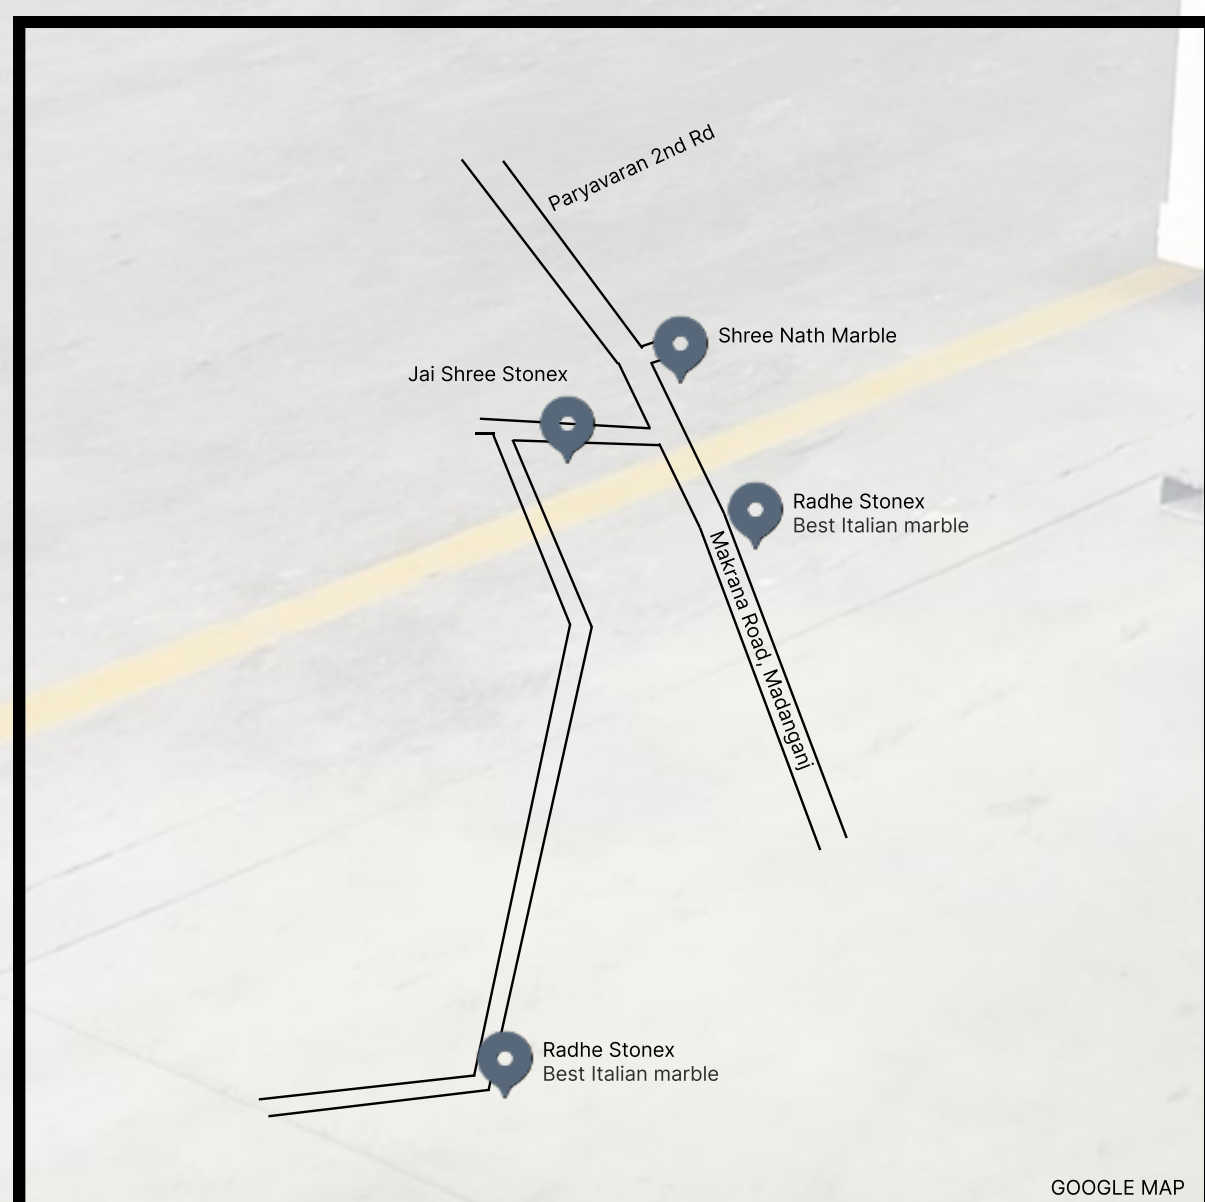 Paryavaran 2nd Rd
Shree Nath Marble
Jai Shree Stonex
Radhe Stonex
Best Italian marble
Makrana Road, Madanganj
Radhe Stonex
Best Italian marble
GOOGLE MAP